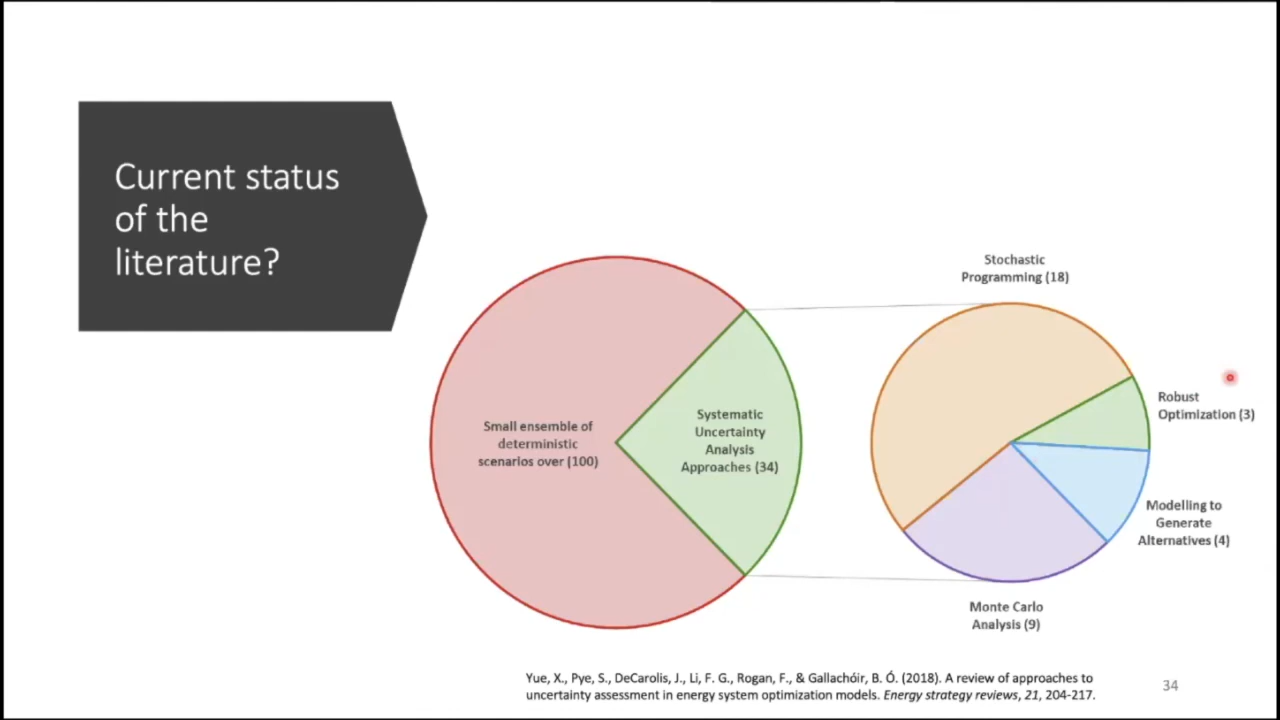 Current status
of the
literature?
Small ensemble of
deterministic
scenarios over (100)
Systematic
Uncertainty
Analysis
Approaches (34)
Stochastic
Programming (18)
Robust
Optimization (3)
Modelling to
Generate
Alternatives (4)
Monte Carlo
Analysis (9)
Yue, X., Pye, S., DeCarolis, J., Li, F. G., Rogan, F., & Gallachóir, B. Ó. (2018). A review of approaches to
uncertainty assessment in energy system optimization models. Energy strategy reviews, 21, 204-217.
34